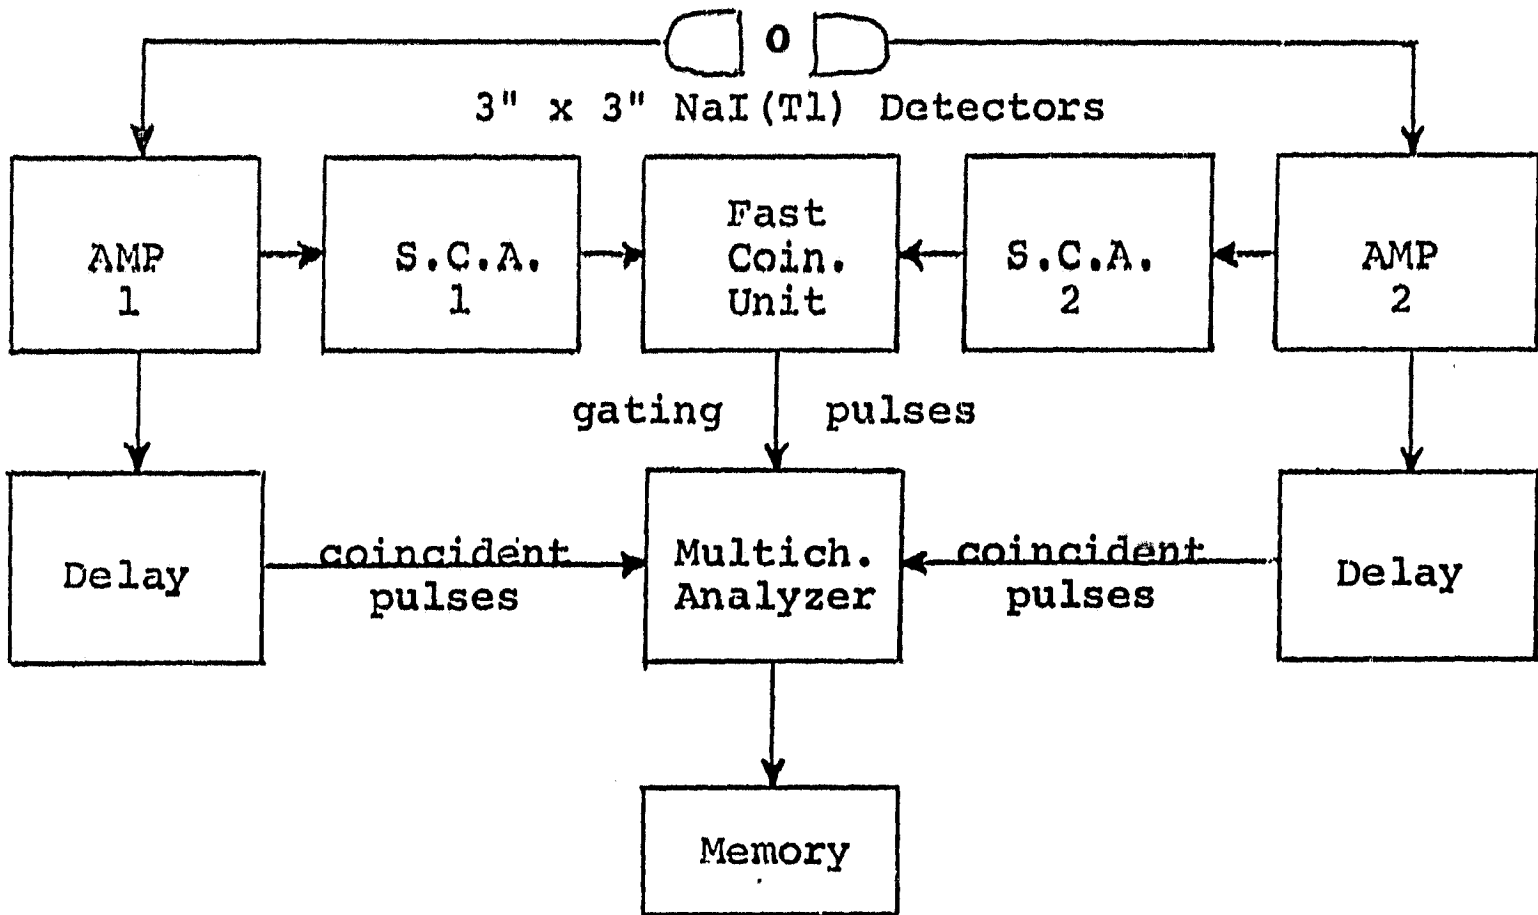 O
3" x 3" NaI(Tl) Detectors
AMP
1
S.C.A.
1
Fast
Coin.
Unit
S.C.A.
2
AMP
2
gating pulses
Delay
coincident
pulses
Multich.
Analyzer
coincident
pulses
Delay
Memory